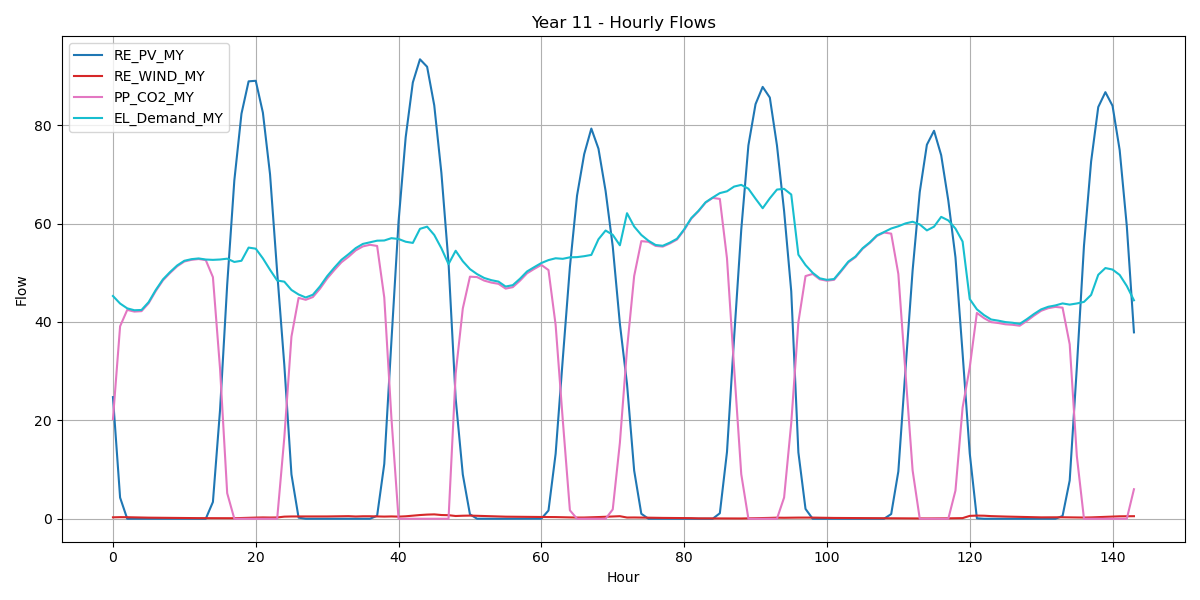 Year 11 - Hourly Flows
RE_PV_MY
RE_WIND_MY
PP_CO2_MY
EL_Demand_MY
Flow
80
60
40
20
0
0 20 40 60 80 100 120 140
Hour